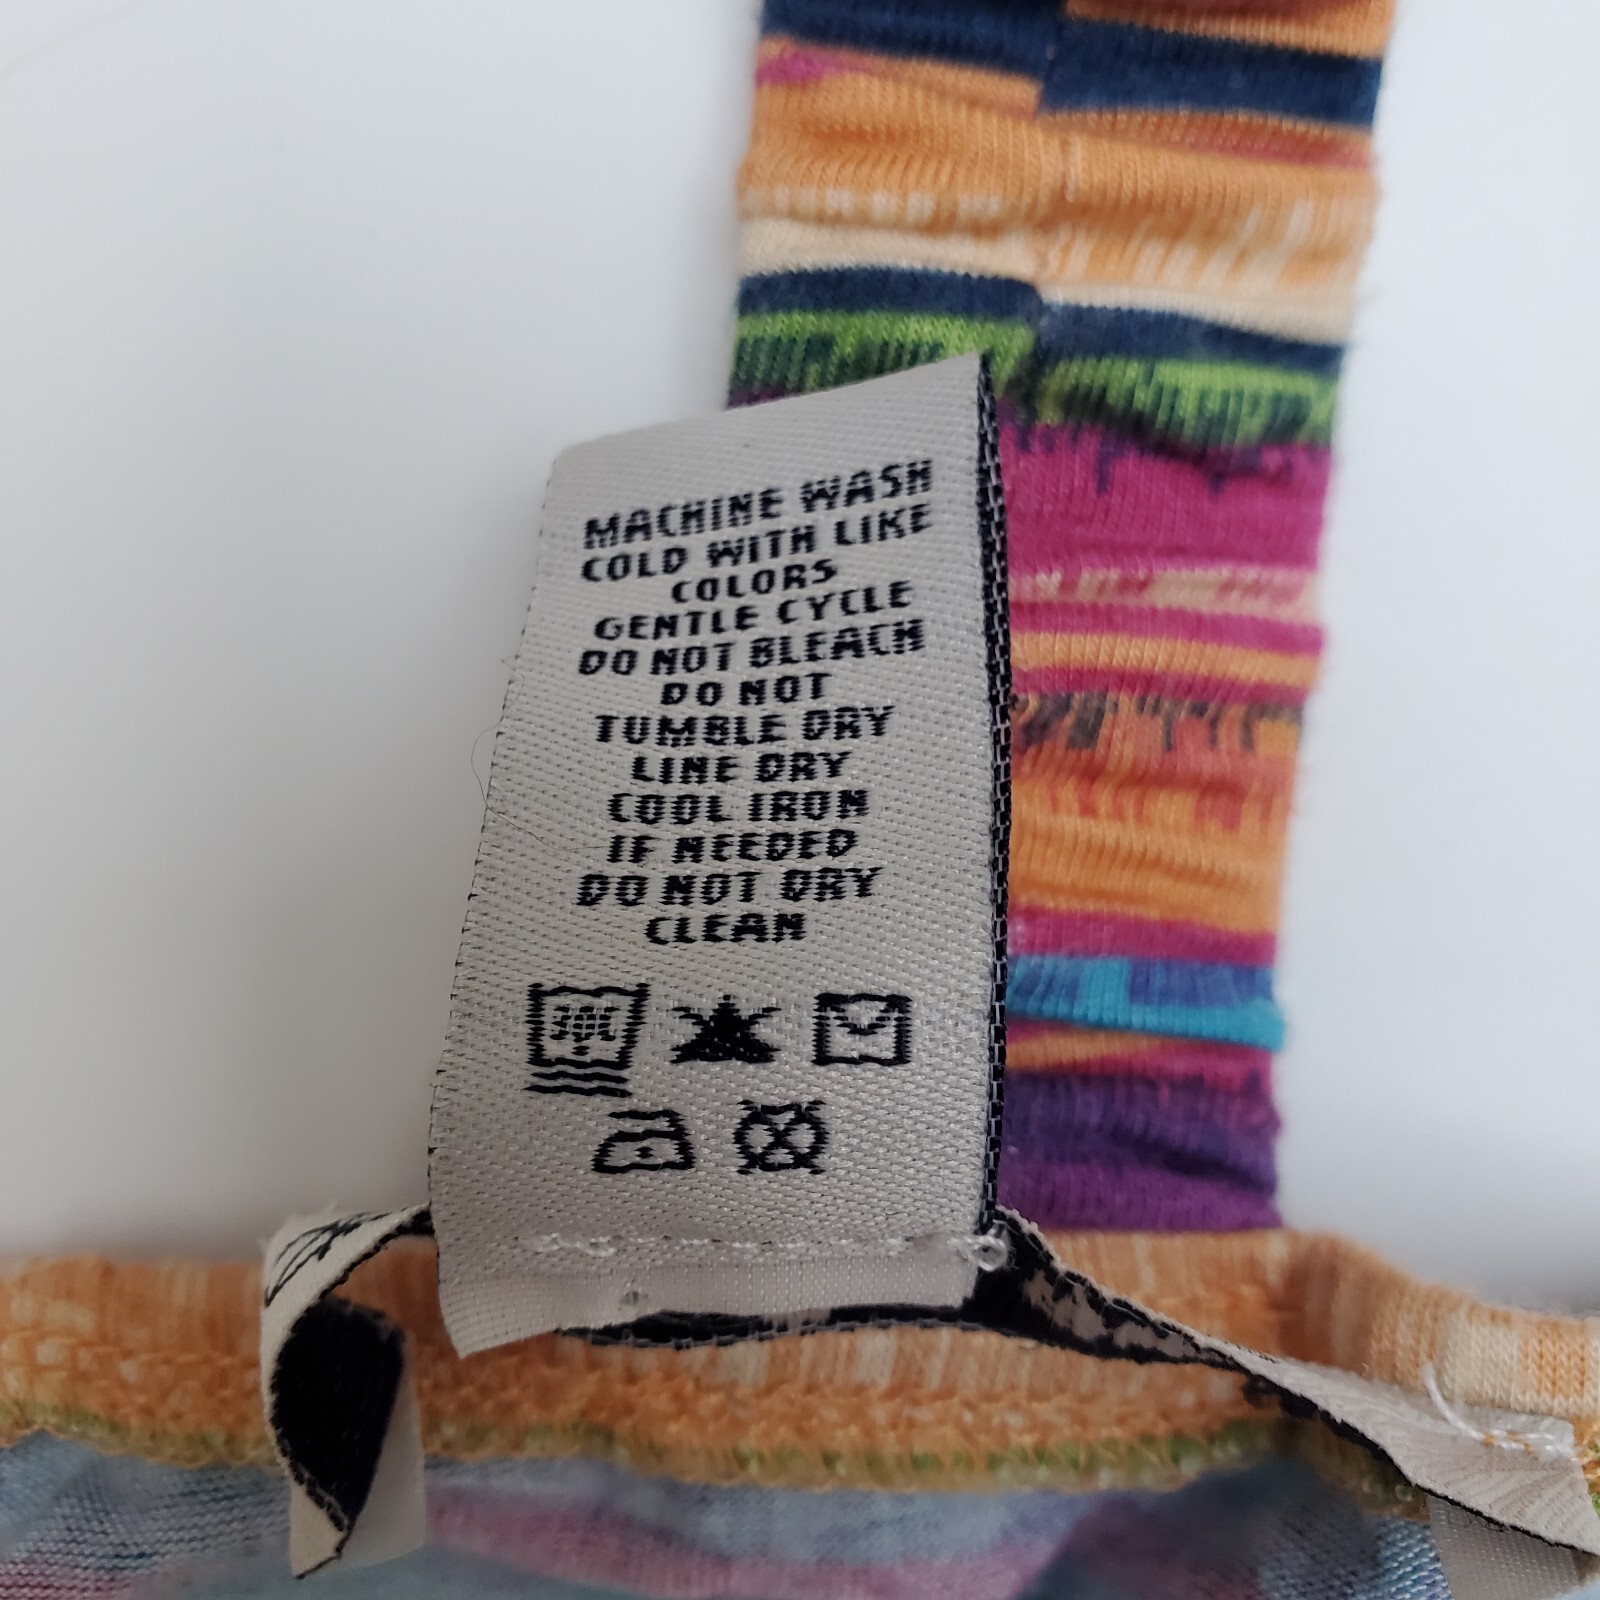 MACHINE WASH
COLD WITH LIKE
COLORS
GENTLE CYCLE
DO NOT BLEACH
DO NOT
TUMBLE DRY
LINE DRY
COOL IRON
IF NEEDED
DO NOT DRY
CLEAN